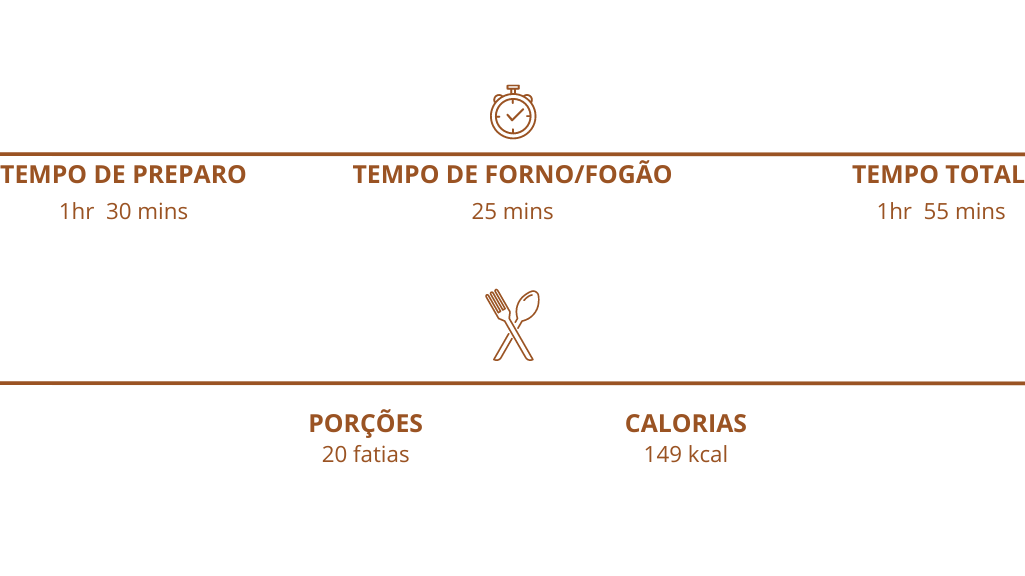 TEMPO DE PREPARO
1hr 30 mins
TEMPO DE FORNO/FOGÃO
25 mins
TEMPO TOTAL
1hr 55 mins
PORÇÕES
20 fatias
CALORIAS
149 kcal